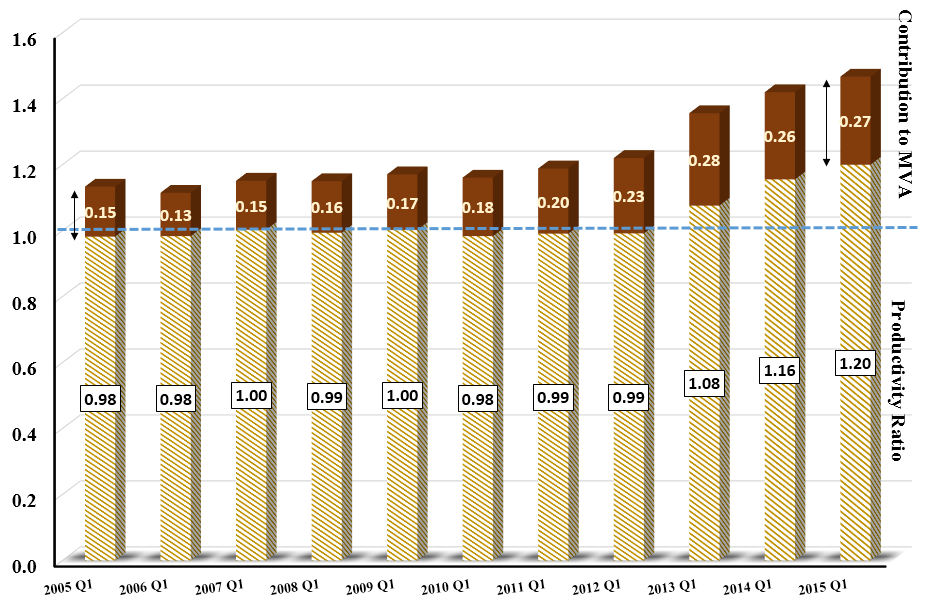 Contribution to MVA
Productivity Ratio
1.6
1.4
1.2
1.0
0.8
0.6
0.4
0.2
0.0
0.15
0.13
0.15
0.16
0.17
0.18
0.20
0.23
0.28
0.26
0.27
0.98
0.98
1.00
0.99
1.00
0.98
0.99
0.99
1.08
1.16
1.20
2005 Q1
2006 Q1
2007 Q1
2008 Q1
2009 Q1
2010 Q1
2011 Q1
2012 Q1
2013 Q1
2014 Q1
2015 Q1